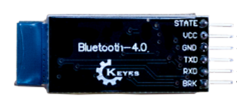 STATE
VCC
Bluetooth-4.0
GND
TXD
KEYES
RXD
BRK